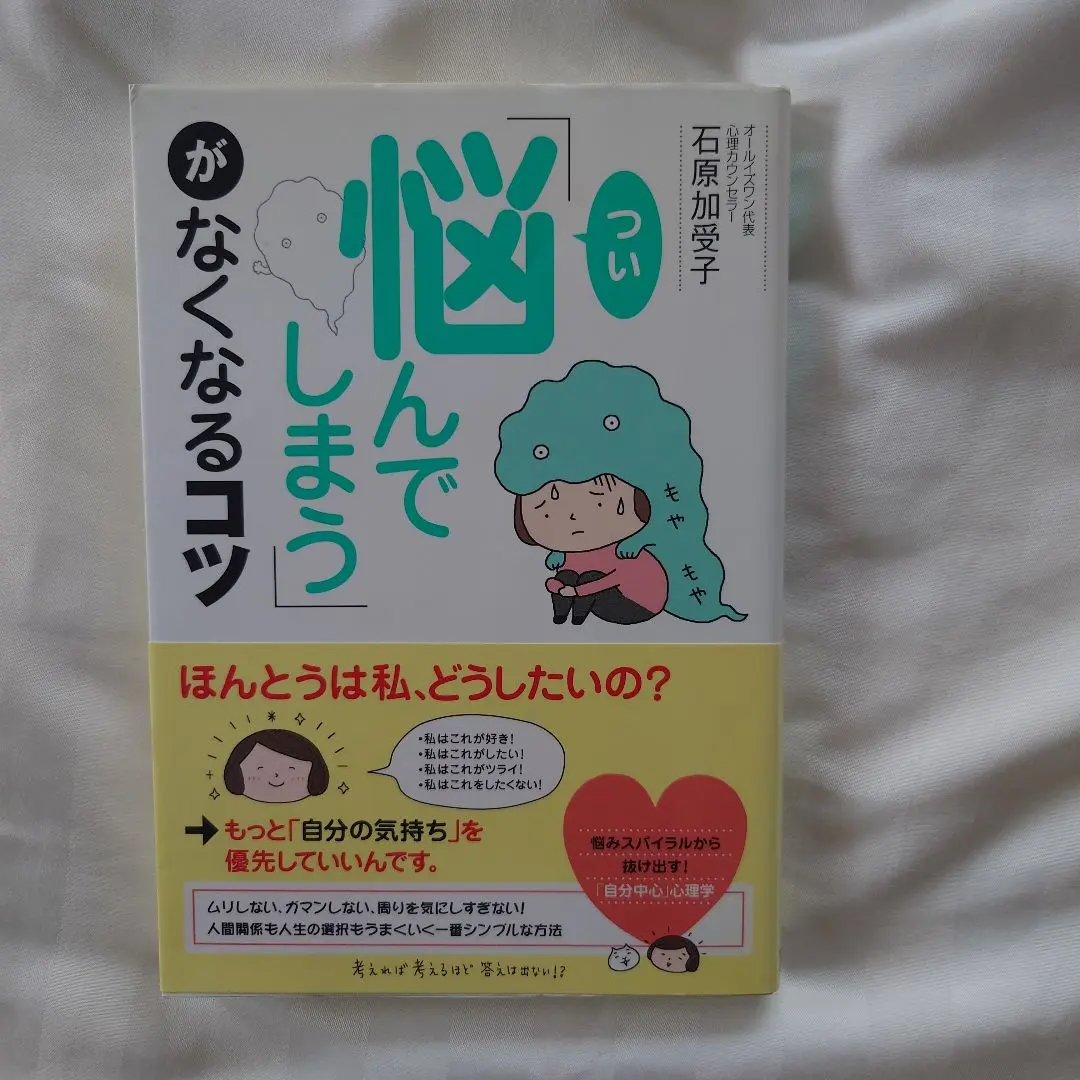 オールイズワン代表
心理カウンセラー
石原加受子
つい
「悩んで
しまう」
がなくなるコツ
もや
もや
ほんとうは私、どうしたいの?
・私はこれが好き!
・私はこれがしたい!
・私はこれがツライ!
・私はこれをしたくない!
➔もっと「自分の気持ち」を
優先していいんです。
悩みスパイラルから
抜け出す!
「自分中心」心理学
ムリしない、ガマンしない、周りを気にしすぎない!
人間関係も人生の選択もうまくいく一番シンプルな方法
考えれば考えるほど答えは出ない!?